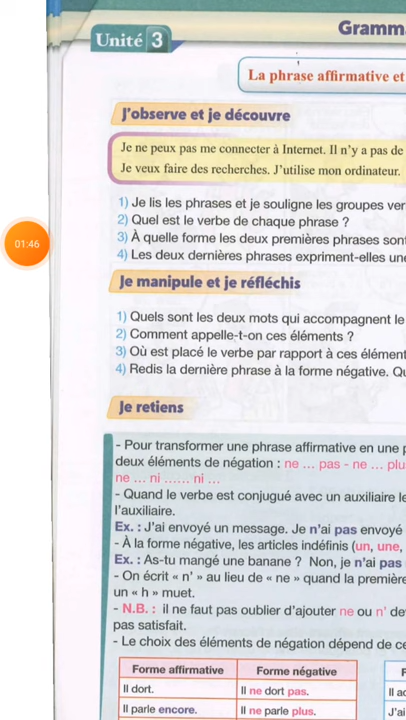 Unité 3
Gramm
La phrase affirmative et
J'observe et je découvre
Je ne peux pas me connecter à Internet. Il n'y a pas de
Je veux faire des recherches. J'utilise mon ordinateur.
1) Je lis les phrases et je souligne les groupes ver
2) Quel est le verbe de chaque phrase ?
3) À quelle forme les deux premières phrases son
4) Les deux dernières phrases expriment-elles un
01:46
Je manipule et je réfléchis
1) Quels sont les deux mots qui accompagnent le
2) Comment appelle-t-on ces éléments ?
3) Où est placé le verbe par rapport à ces élément
4) Redis la dernière phrase à la forme négative. Qu
Je retiens
- Pour transformer une phrase affirmative en une p
deux éléments de négation : ne ... pas - ne ... plu
ne ... ni ...... ni ...
- Quand le verbe est conjugué avec un auxiliaire le
l'auxiliaire.
Ex. : J'ai envoyé un message. Je n'ai pas envoyé
- À la forme négative, les articles indéfinis (un, une,
Ex. : As-tu mangé une banane ? Non, je n'ai pas
- On écrit « n' » au lieu de « ne » quand la première
un « h » muet.
- N.B. : il ne faut pas oublier d'ajouter ne ou n' de
pas satisfait.
- Le choix des éléments de négation dépend de ce
Forme affirmative Forme négative F
Il dort. Il ne dort pas. Il a
Il parle encore. Il ne parle plus. J'ai